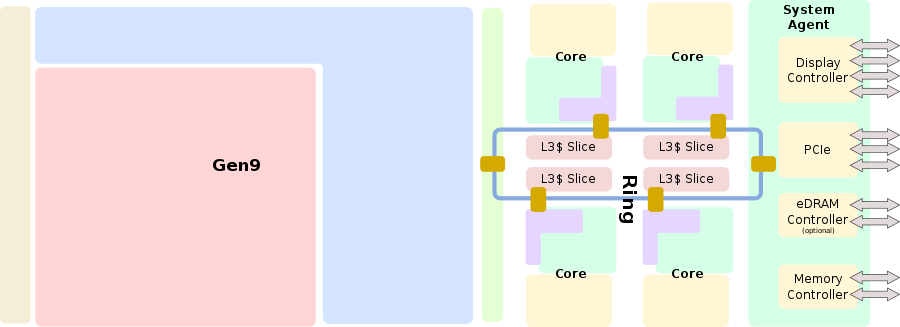 System
Agent
Core
Core
Display
Controller
L3$ Slice
L3$ Slice
PCIe
Gen9
L3$ Slice
L3$ Slice
Ring
eDRAM
Controller
(optional)
Core
Core
Memory
Controller